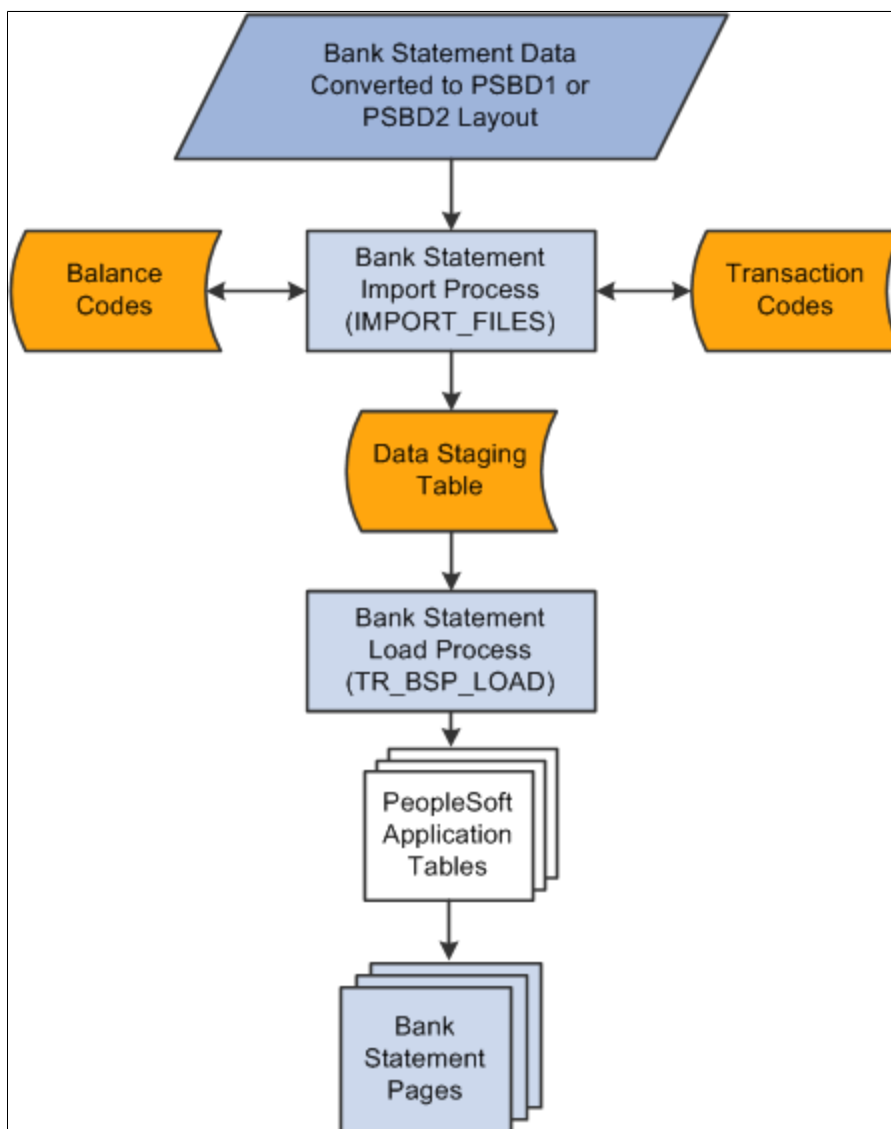 Bank Statement Data
Converted to PSBD1 or
PSBD2 Layout
Balance
Codes
Bank Statement
Import Process
(IMPORT_FILES)
Transaction
Codes
Data Staging
Table
Bank Statement
Load Process
(TR_BSP_LOAD)
PeopleSoft
Application
Tables
Bank
Statement
Pages